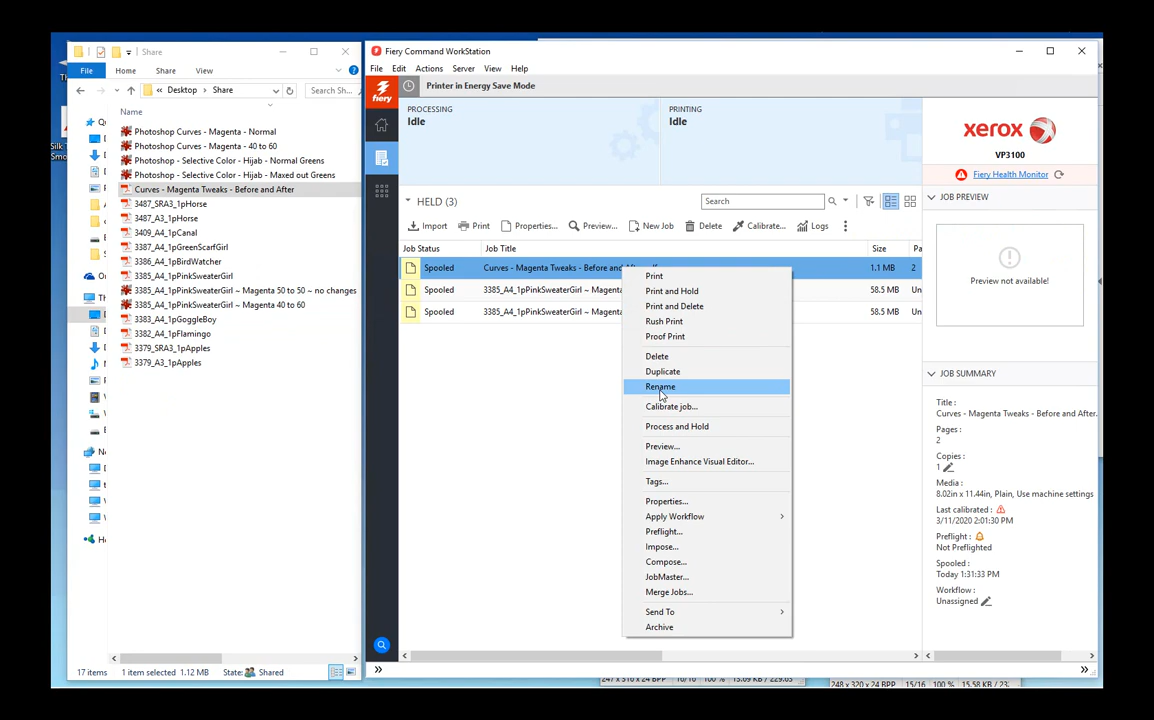 Share
Fiery Command WorkStation
File Home Share View
File Edit Actions Server View Help
Desktop Share Search Sh...
fiery
Printer in Energy Save Mode
Name
PROCESSING
Idle
PRINTING
Idle
xerox
VP3100
Fiery Health Monitor
Photoshop Curves - Magenta - Normal
Photoshop Curves - Magenta - 40 to 60
Photoshop - Selective Color - Hijab - Normal Greens
Photoshop - Selective Color - Hijab - Maxed out Greens
Curves - Magenta Tweaks - Before and After
3487_SRA3_1pHorse
3487_A3_1pHorse
3409_A4_1pCanal
3387_A4_1pGreenScarfGirl
3386_A4_1pBirdWatcher
3385_A4_1pPinkSweaterGirl
3385_A4_1pPinkSweaterGirl ~ Magenta 50 to 50 ~ no changes
3385_A4_1pPinkSweaterGirl ~ Magenta 40 to 60
3383_A4_1pGoggleBoy
3382_A4_1pFlamingo
3379_SRA3_1pApples
3379_A3_1pApples
HELD (3)
Search
Import Print Properties... Preview... New Job Delete Calibrate... Logs
Job Status Job Title Size Pa
Spooled Curves - Magenta Tweaks - Before and 1.1 MB 2
Spooled 3385_A4_1pPinkSweaterGirl ~ Magenta 58.5 MB Un
Spooled 3385_A4_1pPinkSweaterGirl ~ Magenta 58.5 MB Un
Print
Print and Hold
Print and Delete
Rush Print
Proof Print
Delete
Duplicate
Rename
Calibrate job...
Process and Hold
Preview...
Image Enhance Visual Editor...
Tags...
Properties...
Apply Workflow
Preflight...
Impose...
Compose...
JobMaster...
Merge Jobs...
Send To
Archive
JOB PREVIEW
Preview not available!
JOB SUMMARY
Title :
Curves - Magenta Tweaks - Before and After.
Pages :
2
Copies :
1
Media :
8.02in x 11.44in, Plain, Use machine settings
Last calibrated :
3/11/2020 2:01:30 PM
Preflight :
Not Preflighted
Spooled :
Today 1:31:33 PM
Workflow :
Unassigned
17 items 1 item selected 1.12 MB State: Shared